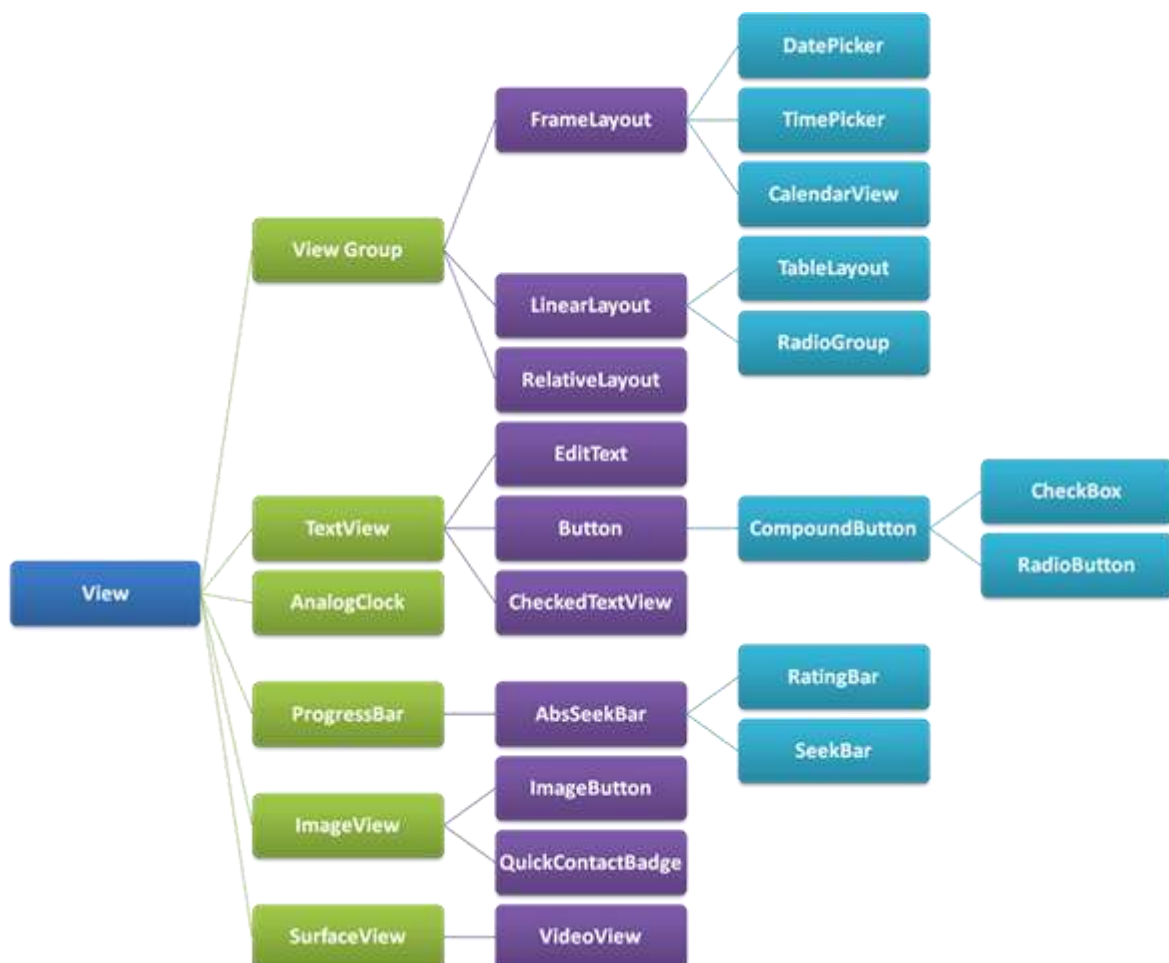 DatePicker
FrameLayout
TimePicker
CalendarView
View Group
TableLayout
LinearLayout
RadioGroup
RelativeLayout
EditText
CheckBox
TextView
Button
CompoundButton
RadioButton
View
AnalogClock
CheckedTextView
RatingBar
ProgressBar
AbsSeekBar
SeekBar
ImageButton
ImageView
QuickContactBadge
SurfaceView
VideoView